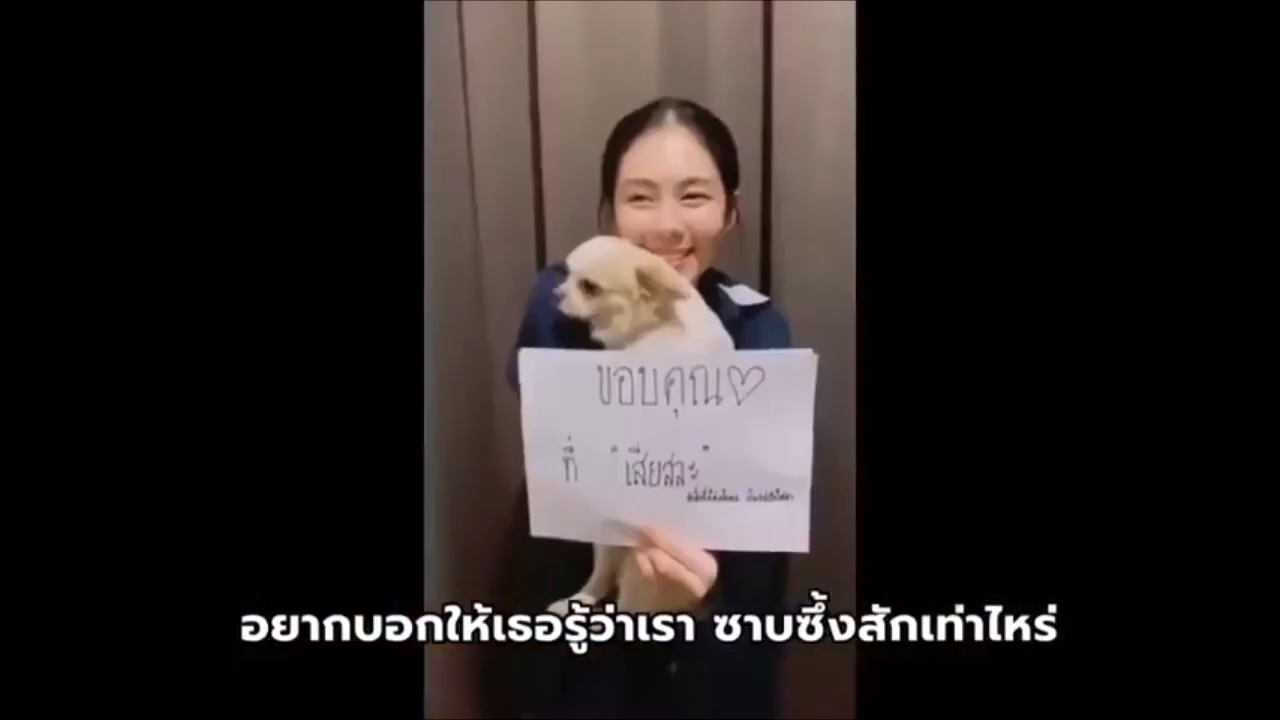 ขอบคุณ♡
ที่ "เสียสละ"
อยากบอกให้เธอรู้ว่าเรา ซาบซึ้งสักเท่าไหร่